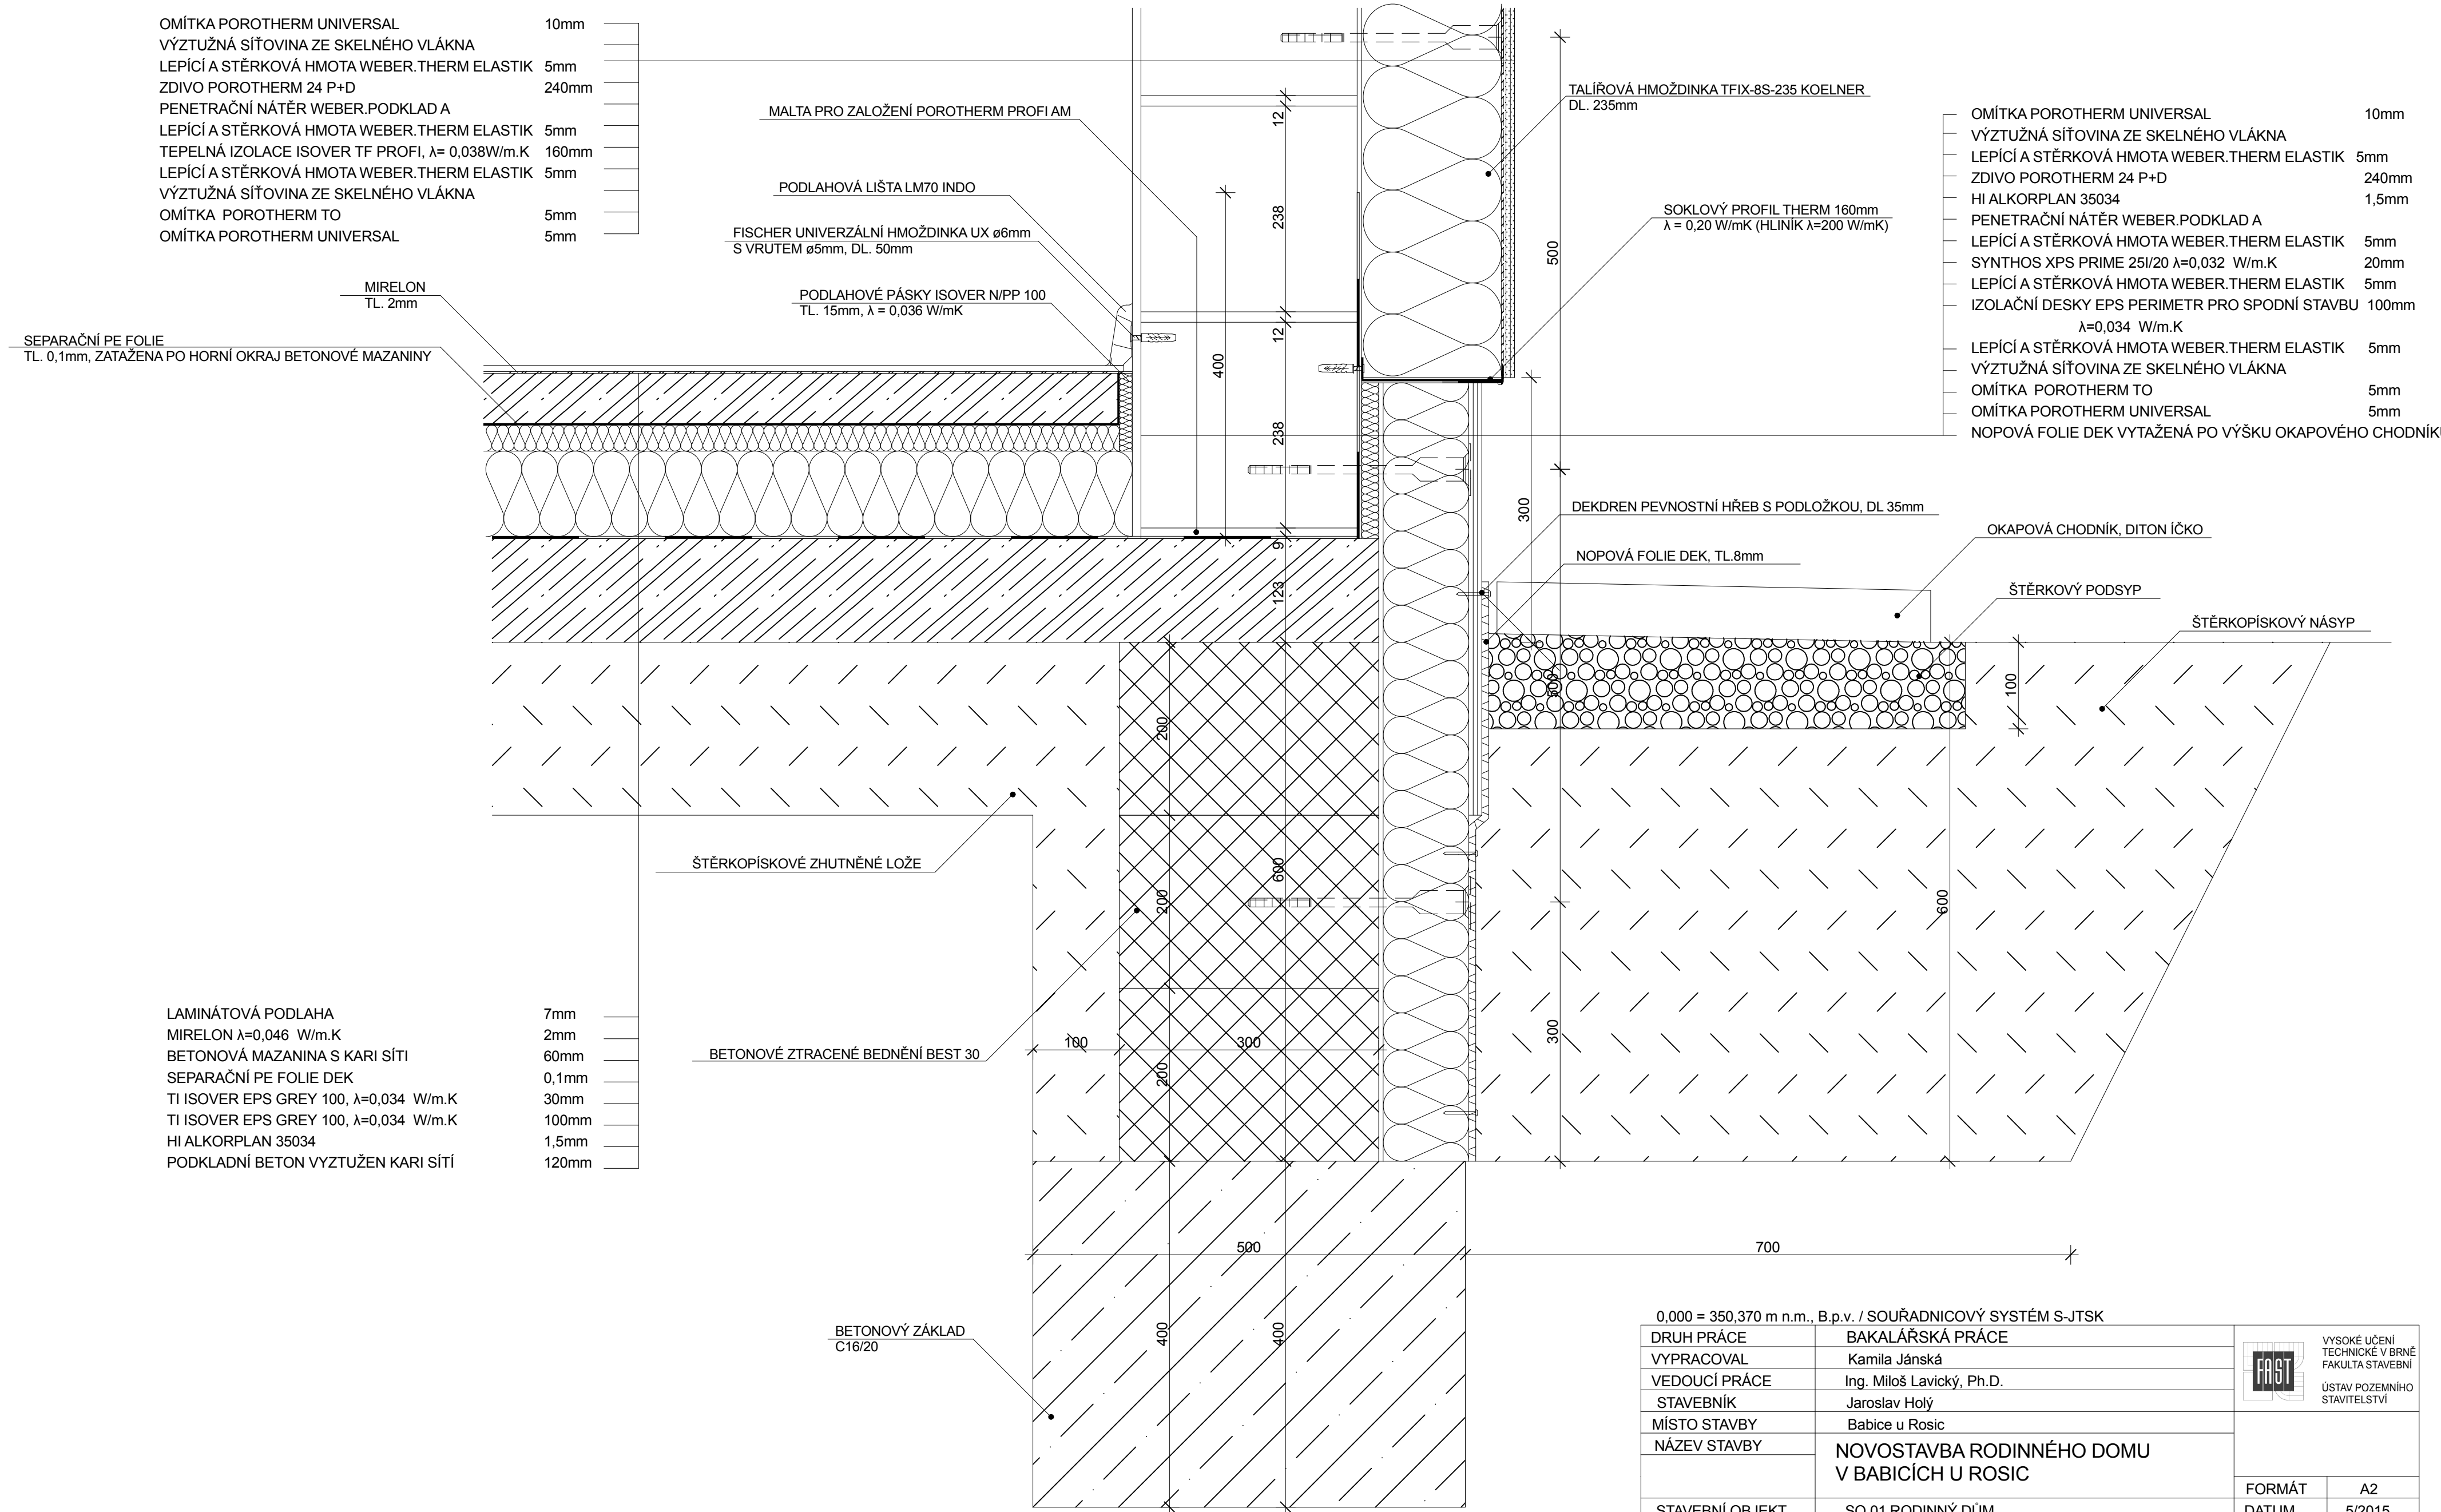 OMÍTKA POROTHERM UNIVERSAL 10mm
VÝZTUŽNÁ SÍŤOVINA ZE SKELNÉHO VLÁKNA
LEPÍCÍ A STĚRKOVÁ HMOTA WEBER.THERM ELASTIK 5mm
ZDIVO POROTHERM 24 P+D 240mm
PENETRAČNÍ NÁTĚR WEBER.PODKLAD A
LEPÍCÍ A STĚRKOVÁ HMOTA WEBER.THERM ELASTIK 5mm
TEPELNÁ IZOLACE ISOVER TF PROFI, λ= 0,038W/m.K 160mm
LEPÍCÍ A STĚRKOVÁ HMOTA WEBER.THERM ELASTIK 5mm
VÝZTUŽNÁ SÍŤOVINA ZE SKELNÉHO VLÁKNA
OMÍTKA POROTHERM TO 5mm
OMÍTKA POROTHERM UNIVERSAL 5mm
MALTA PRO ZALOŽENÍ POROTHERM PROFI AM
PODLAHOVÁ LIŠTA LM70 INDO
FISCHER UNIVERZÁLNÍ HMOŽDINKA UX ø6mm
S VRUTEM ø5mm, DL. 50mm
PODLAHOVÉ PÁSKY ISOVER N/PP 100
TL. 15mm, λ = 0,036 W/mK
MIRELON
TL. 2mm
SEPARAČNÍ PE FOLIE
TL. 0,1mm, ZATAŽENA PO HORNÍ OKRAJ BETONOVÉ MAZANINY
TALÍŘOVÁ HMOŽDINKA TFIX-8S-235 KOELNER
DL. 235mm
SOKLOVÝ PROFIL THERM 160mm
λ = 0,20 W/mK (HLINÍK λ=200 W/mK)
OMÍTKA POROTHERM UNIVERSAL 10mm
VÝZTUŽNÁ SÍŤOVINA ZE SKELNÉHO VLÁKNA
LEPÍCÍ A STĚRKOVÁ HMOTA WEBER.THERM ELASTIK 5mm
ZDIVO POROTHERM 24 P+D 240mm
HI ALKORPLAN 35034 1,5mm
PENETRAČNÍ NÁTĚR WEBER.PODKLAD A
LEPÍCÍ A STĚRKOVÁ HMOTA WEBER.THERM ELASTIK 5mm
SYNTHOS XPS PRIME 25I/20 λ=0,032 W/m.K 20mm
LEPÍCÍ A STĚRKOVÁ HMOTA WEBER.THERM ELASTIK 5mm
IZOLAČNÍ DESKY EPS PERIMETR PRO SPODNÍ STAVBU 100mm
λ=0,034 W/m.K
LEPÍCÍ A STĚRKOVÁ HMOTA WEBER.THERM ELASTIK 5mm
VÝZTUŽNÁ SÍŤOVINA ZE SKELNÉHO VLÁKNA
OMÍTKA POROTHERM TO 5mm
OMÍTKA POROTHERM UNIVERSAL 5mm
NOPOVÁ FOLIE DEK VYTAŽENÁ PO VÝŠKU OKAPOVÉHO CHODNÍKU
12
238
12
238
9
123
400
500
300
500
DEKDREN PEVNOSTNÍ HŘEB S PODLOŽKOU, DL 35mm
NOPOVÁ FOLIE DEK, TL.8mm
OKAPOVÁ CHODNÍK, DITON ÍČKO
ŠTĚRKOVÝ PODSYP
ŠTĚRKOPÍSKOVÝ NÁSYP
100
200
200
200
600
600
300
100
300
ŠTĚRKOPÍSKOVÉ ZHUTNĚNÉ LOŽE
BETONOVÉ ZTRACENÉ BEDNĚNÍ BEST 30
LAMINÁTOVÁ PODLAHA 7mm
MIRELON λ=0,046 W/m.K 2mm
BETONOVÁ MAZANINA S KARI SÍTI 60mm
SEPARAČNÍ PE FOLIE DEK 0,1mm
TI ISOVER EPS GREY 100, λ=0,034 W/m.K 30mm
TI ISOVER EPS GREY 100, λ=0,034 W/m.K 100mm
HI ALKORPLAN 35034 1,5mm
PODKLADNÍ BETON VYZTUŽEN KARI SÍTÍ 120mm
500
700
400
400
BETONOVÝ ZÁKLAD
C16/20
0,000 = 350,370 m n.m., B.p.v. / SOUŘADNICOVÝ SYSTÉM S-JTSK
DRUH PRÁCE BAKALÁŘSKÁ PRÁCE
VYPRACOVAL Kamila Jánská
VEDOUCÍ PRÁCE Ing. Miloš Lavický, Ph.D.
STAVEBNÍK Jaroslav Holý
MÍSTO STAVBY Babice u Rosic
NÁZEV STAVBY NOVOSTAVBA RODINNÉHO DOMU
V BABICÍCH U ROSIC
FAST
VYSOKÉ UČENÍ
TECHNICKÉ V BRNĚ
FAKULTA STAVEBNÍ
ÚSTAV POZEMNÍHO
STAVITELSTVÍ
FORMÁT A2
STAVEBNÍ OBJEKT SO 01 RODINNÝ DŮM DATUM 5/2015